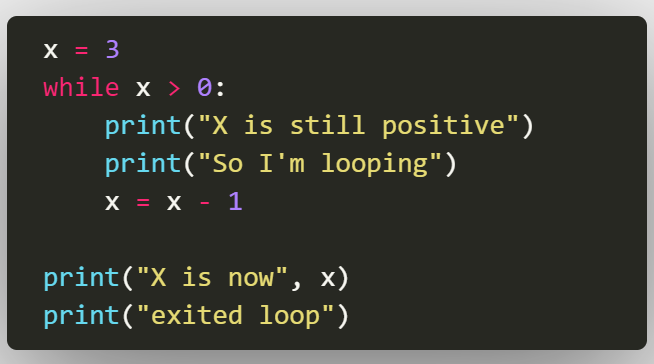 x = 3
while x > 0:
    print("X is still positive")
    print("So I'm looping")
    x = x - 1

print("X is now", x)
print("exited loop")